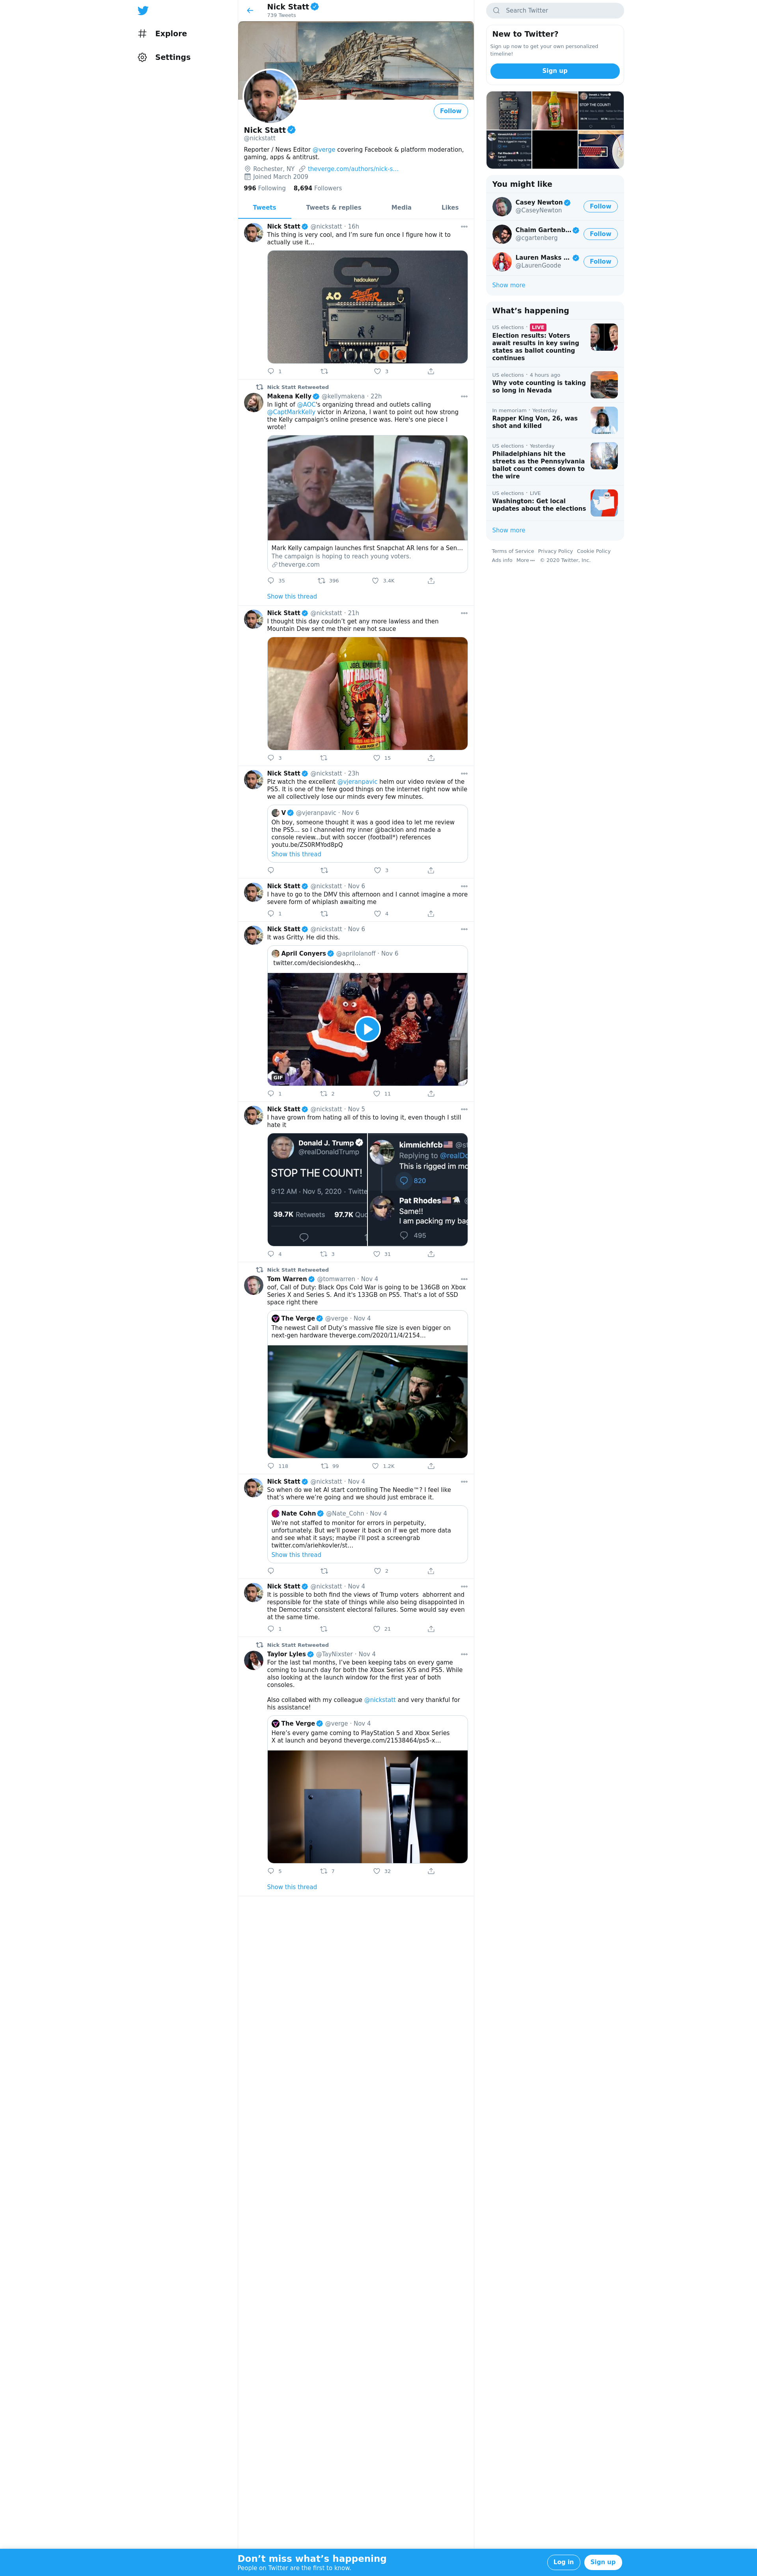 Explore
Settings
Nick Statt
739 Tweets
Follow
Nick Statt
@nickstatt
Reporter / News Editor @verge covering Facebook & platform moderation,
gaming, apps & antitrust.
Rochester, NY theverge.com/authors/nick-s...
Joined March 2009
996 Following 8,694 Followers
Tweets Tweets & replies Media Likes
Nick Statt @nickstatt · 16h
This thing is very cool, and I'm sure fun once I figure how it to
actually use it...
hadouken/
STREET FIGHTER
1 3
Nick Statt Retweeted
Makena Kelly @kellymakena · 22h
In light of @AOC's organizing thread and outlets calling
@CaptMarkKelly victor in Arizona, I want to point out how strong
the Kelly campaign's online presence was. Here's one piece I
wrote!
Mark Kelly campaign launches first Snapchat AR lens for a Sen...
The campaign is hoping to reach young voters.
theverge.com
35 396 3.4K
Show this thread
Nick Statt @nickstatt · 21h
I thought this day couldn't get any more lawless and then
Mountain Dew sent me their new hot sauce
JOEL EMBIID'S
HOT HABANERO
3 15
Nick Statt @nickstatt · 23h
Plz watch the excellent @vjeranpavic helm our video review of the
PS5. It is one of the few good things on the internet right now while
we all collectively lose our minds every few minutes.
V @vjeranpavic · Nov 6
Oh boy, someone thought it was a good idea to let me review
the PS5... so I channeled my inner @backlon and made a
console review...but with soccer (football*) references
youtu.be/ZS0RMYod8pQ
Show this thread
3
Nick Statt @nickstatt · Nov 6
I have to go to the DMV this afternoon and I cannot imagine a more
severe form of whiplash awaiting me
1 4
Nick Statt @nickstatt · Nov 6
It was Gritty. He did this.
April Conyers @aprilolanoff · Nov 6
twitter.com/decisiondeskhq...
GIF
1 2 11
Nick Statt @nickstatt · Nov 5
I have grown from hating all of this to loving it, even though I still
hate it
Donald J. Trump
@realDonaldTrump
STOP THE COUNT!
9:12 AM · Nov 5, 2020 · Twitte
39.7K Retweets 97.7K Quo
kimmichfcb @s
Replying to @realDo
This is rigged im mo
820
Pat Rhodes
Same!!
I am packing my bag
495
4 3 31
Nick Statt Retweeted
Tom Warren @tomwarren · Nov 4
oof, Call of Duty: Black Ops Cold War is going to be 136GB on Xbox
Series X and Series S. And it's 133GB on PS5. That's a lot of SSD
space right there
The Verge @verge · Nov 4
The newest Call of Duty's massive file size is even bigger on
next-gen hardware theverge.com/2020/11/4/2154...
118 99 1.2K
Nick Statt @nickstatt · Nov 4
So when do we let AI start controlling The Needle™? I feel like
that's where we're going and we should just embrace it.
Nate Cohn @Nate_Cohn · Nov 4
We're not staffed to monitor for errors in perpetuity,
unfortunately. But we'll power it back on if we get more data
and see what it says; maybe i'll post a screengrab
twitter.com/ariehkovler/st...
Show this thread
2
Nick Statt @nickstatt · Nov 4
It is possible to both find the views of Trump voters abhorrent and
responsible for the state of things while also being disappointed in
the Democrats' consistent electoral failures. Some would say even
at the same time.
1 21
Nick Statt Retweeted
Taylor Lyles @TayNixster · Nov 4
For the last twl months, I've been keeping tabs on every game
coming to launch day for both the Xbox Series X/S and PS5. While
also looking at the launch window for the first year of both
consoles.
Also collabed with my colleague @nickstatt and very thankful for
his assistance!
The Verge @verge · Nov 4
Here's every game coming to PlayStation 5 and Xbox Series
X at launch and beyond theverge.com/21538464/ps5-x...
5 7 32
Show this thread
Search Twitter
New to Twitter?
Sign up now to get your own personalized
timeline!
Sign up
STOP THE COUNT!
You might like
Casey Newton
@CaseyNewton
Follow
Chaim Gartenb...
@cgartenberg
Follow
Lauren Masks ...
@LaurenGoode
Follow
Show more
What's happening
US elections · LIVE
Election results: Voters
await results in key swing
states as ballot counting
continues
US elections · 4 hours ago
Why vote counting is taking
so long in Nevada
In memoriam · Yesterday
Rapper King Von, 26, was
shot and killed
US elections · Yesterday
Philadelphians hit the
streets as the Pennsylvania
ballot count comes down to
the wire
US elections · LIVE
Washington: Get local
updates about the elections
Show more
Terms of Service Privacy Policy Cookie Policy
Ads info More © 2020 Twitter, Inc.
Don't miss what's happening
People on Twitter are the first to know.
Log in Sign up